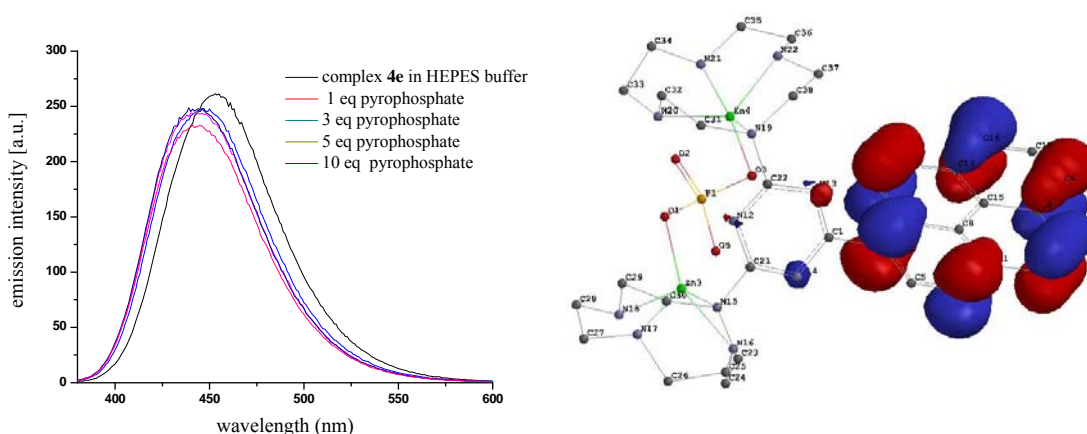 300
250
200
150
100
50
0
400
450
500
550
600
emission intensity [a.u.]
wavelength (nm)
complex 4e in HEPES buffer
1 eq pyrophosphate
3 eq pyrophosphate
5 eq pyrophosphate
10 eq pyrophosphate
C35
C36
C34
N21
N22
C37
C33
C32
C38
Zn4
N20
C31
N19
O2
O3
C22
N13
P1
O1
N12
C1
O5
C21
C15
C8
C5
C29
Zn3
C28
N18
C30
N15
N17
C27
N16
C23
C25
C26
C24